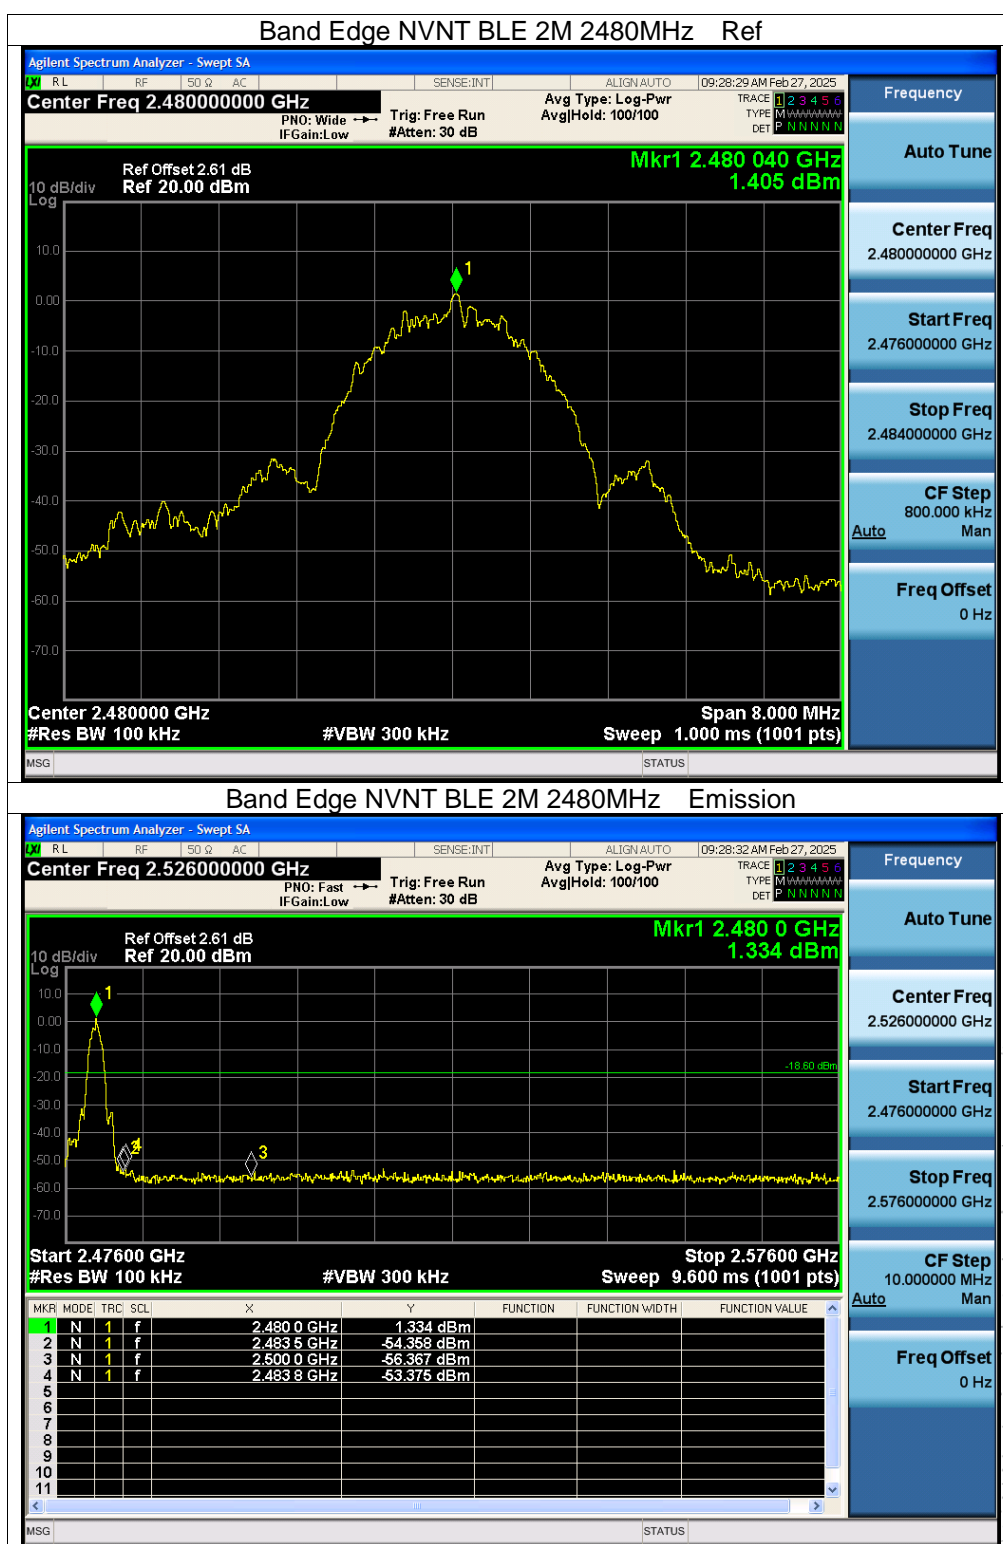 Band Edge NVNT BLE 2M 2480MHz Ref
Agilent Spectrum Analyzer - Swept SA
LXI RL RF 50 Ω AC SENSE:INT ALIGN AUTO 09:28:29 AM Feb 27, 2025
Center Freq 2.480000000 GHz
PNO: Wide
IFGain:Low
Trig: Free Run
#Atten: 30 dB
Avg Type: Log-Pwr
Avg|Hold: 100/100
TRACE 1 2 3 4 5 6
TYPE M WWWWW
DET P N N N N N
Frequency
Auto Tune
Center Freq
2.480000000 GHz
Start Freq
2.476000000 GHz
Stop Freq
2.484000000 GHz
CF Step
800.000 kHz
Auto Man
Freq Offset
0 Hz
Mkr1 2.480 040 GHz
1.405 dBm
Ref Offset 2.61 dB
10 dB/div Ref 20.00 dBm
Log
10.0
0.00
-10.0
-20.0
-30.0
-40.0
-50.0
-60.0
-70.0
1
Center 2.480000 GHz Span 8.000 MHz
#Res BW 100 kHz #VBW 300 kHz Sweep 1.000 ms (1001 pts)
MSG STATUS
Band Edge NVNT BLE 2M 2480MHz Emission
Agilent Spectrum Analyzer - Swept SA
LXI RL RF 50 Ω AC SENSE:INT ALIGN AUTO 09:28:32 AM Feb 27, 2025
Center Freq 2.526000000 GHz
PNO: Fast
IFGain:Low
Trig: Free Run
#Atten: 30 dB
Avg Type: Log-Pwr
Avg|Hold: 100/100
TRACE 1 2 3 4 5 6
TYPE M WWWWW
DET P N N N N N
Frequency
Auto Tune
Center Freq
2.526000000 GHz
Start Freq
2.476000000 GHz
Stop Freq
2.576000000 GHz
CF Step
10.000000 MHz
Auto Man
Freq Offset
0 Hz
Mkr1 2.480 0 GHz
1.334 dBm
Ref Offset 2.61 dB
10 dB/div Ref 20.00 dBm
Log
10.0
0.00
-10.0
-20.0
-30.0
-40.0
-50.0
-60.0
-70.0
1
-18.60 dBm
2 4
3
Start 2.47600 GHz Stop 2.57600 GHz
#Res BW 100 kHz #VBW 300 kHz Sweep 9.600 ms (1001 pts)
MKR MODE TRC SCL X Y FUNCTION FUNCTION WIDTH FUNCTION VALUE
1 N 1 f 2.480 0 GHz 1.334 dBm
2 N 1 f 2.483 5 GHz -54.358 dBm
3 N 1 f 2.500 0 GHz -56.367 dBm
4 N 1 f 2.483 8 GHz -53.375 dBm
5
6
7
8
9
10
11
MSG STATUS